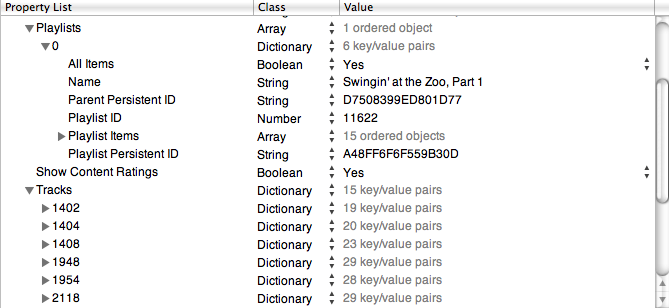 Property List Class Value
Playlists Array 1 ordered object
0 Dictionary 6 key/value pairs
All Items Boolean Yes
Name String Swingin' at the Zoo, Part 1
Parent Persistent ID String D7508399ED801D77
Playlist ID Number 11622
Playlist Items Array 15 ordered objects
Playlist Persistent ID String A48FF6F6F559B30D
Show Content Ratings Boolean Yes
Tracks Dictionary 15 key/value pairs
1402 Dictionary 19 key/value pairs
1404 Dictionary 20 key/value pairs
1408 Dictionary 23 key/value pairs
1948 Dictionary 29 key/value pairs
1954 Dictionary 28 key/value pairs
2118 Dictionary 29 key/value pairs